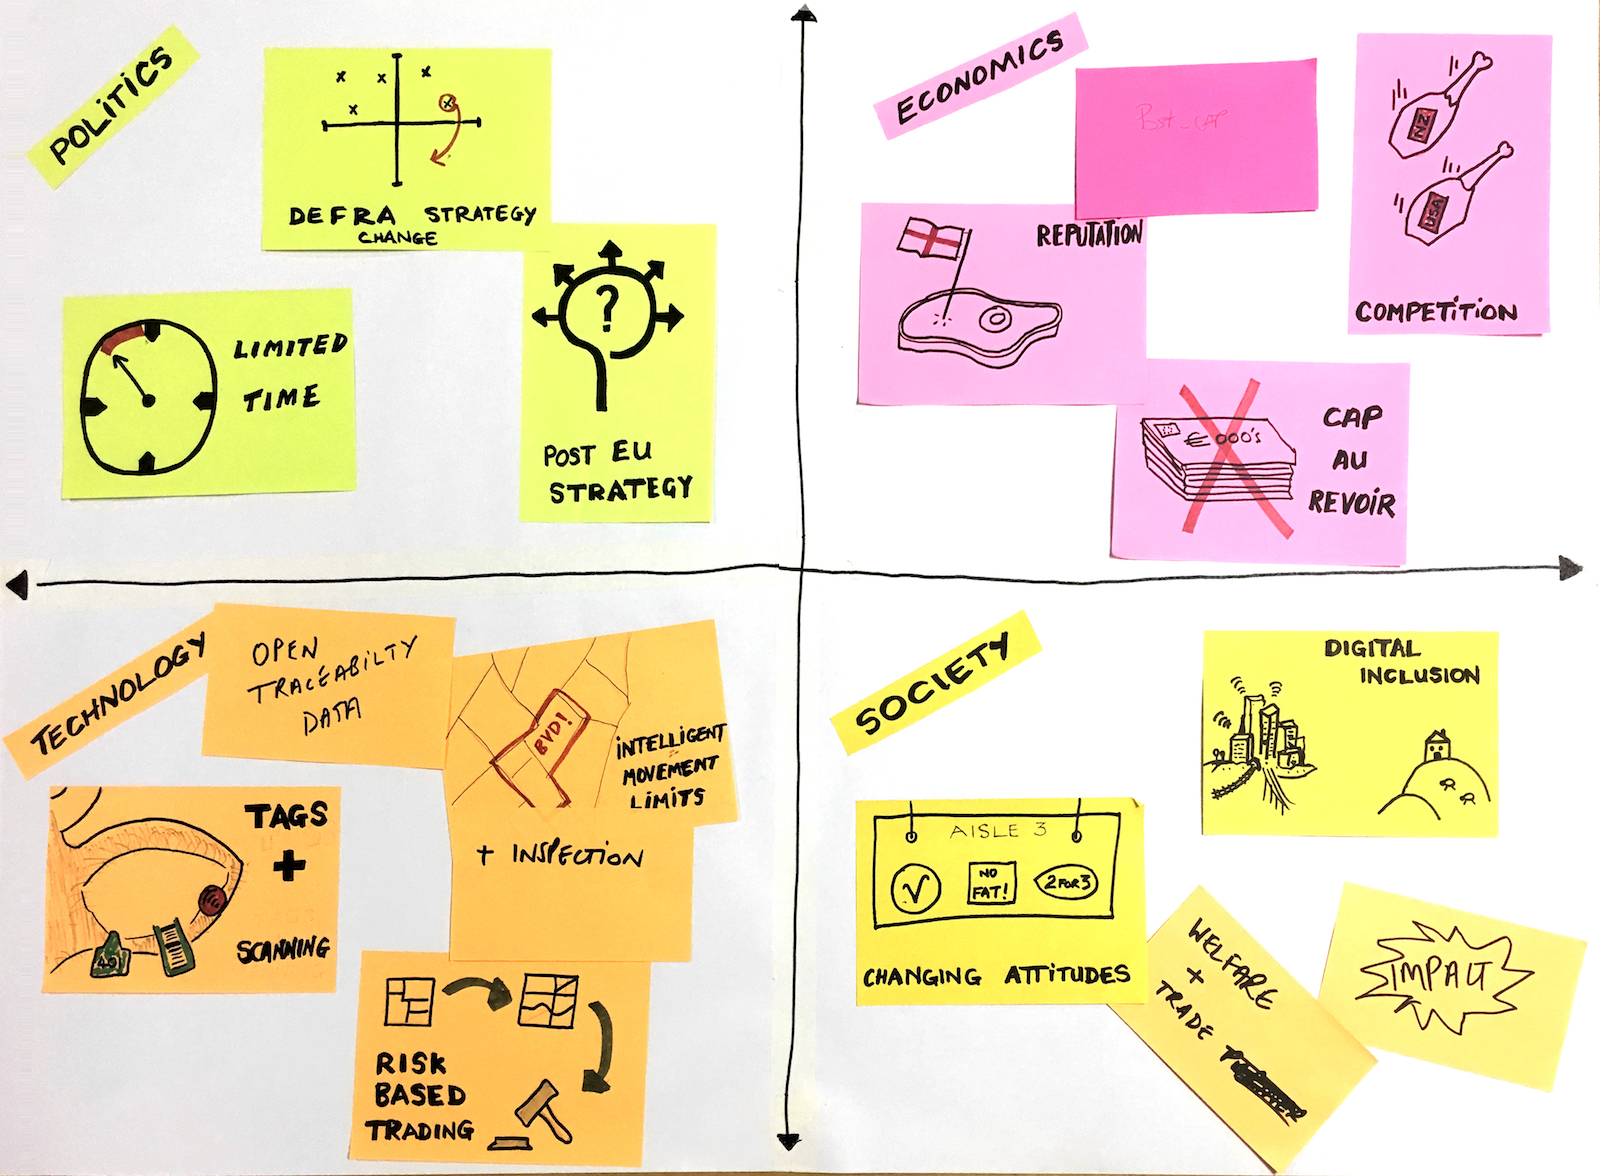 POLITICS
DEFRA STRATEGY
CHANGE
LIMITED
TIME
?
POST EU
STRATEGY
ECONOMICS
NZ
USA
COMPETITION
REPUTATION
€ 000's
CAP
AU
REVOIR
TECHNOLOGY
OPEN
TRACEABILTY
DATA
BVD!
INTELLIGENT
MOVEMENT
LIMITS
+ INSPECTION
TAGS
+
SCANNING
RISK
BASED
TRADING
SOCIETY
DIGITAL
INCLUSION
AISLE 3
NO
FAT!
2 FOR 3
CHANGING ATTITUDES
WELFARE
+
TRADE
IMPACT